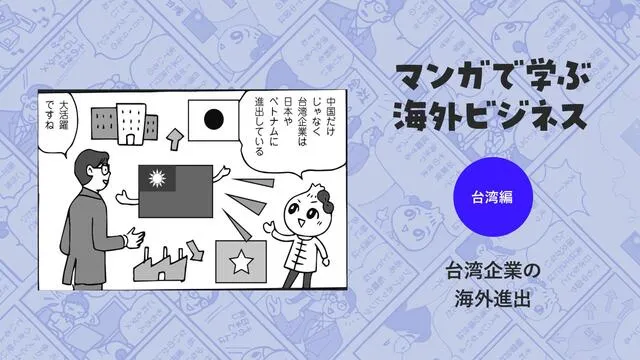 マンガで学ぶ
海外ビジネス
台湾編
台湾企業の
海外進出
中国だけ
じゃなく
台湾企業は
日本や
ベトナムに
進出している
大活躍
ですね